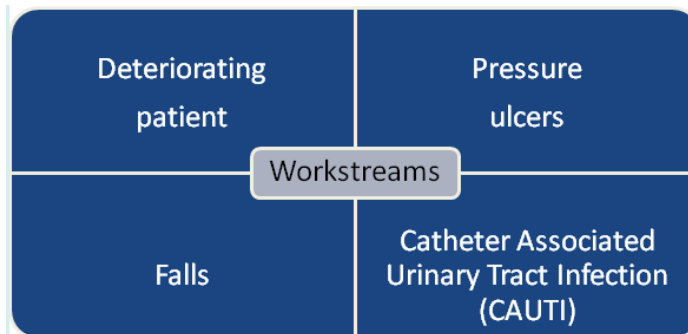 Deteriorating
patient
Pressure
ulcers
Workstreams
Falls
Catheter Associated
Urinary Tract Infection
(CAUTI)